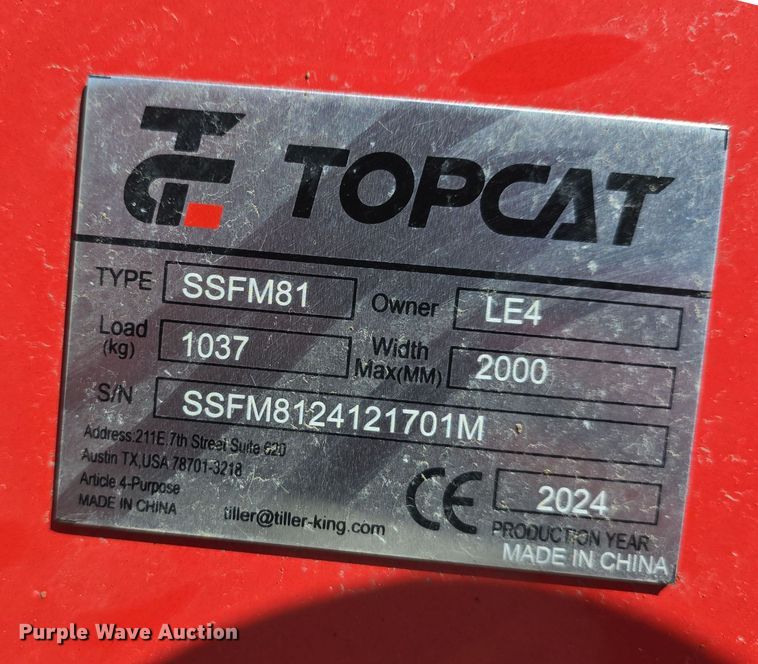 TOPCAT
TYPE SSFM81 Owner LE4
Load (kg) 1037 Width Max(MM) 2000
S/N SSFM8124121701M
Address:211E.7th Street Suite 620
Austin TX,USA 78701-3218
Article 4-Purpose
MADE IN CHINA
tiller@tiller-king.com
CE
2024
PRODUCTION YEAR
MADE IN CHINA
Purple Wave Auction